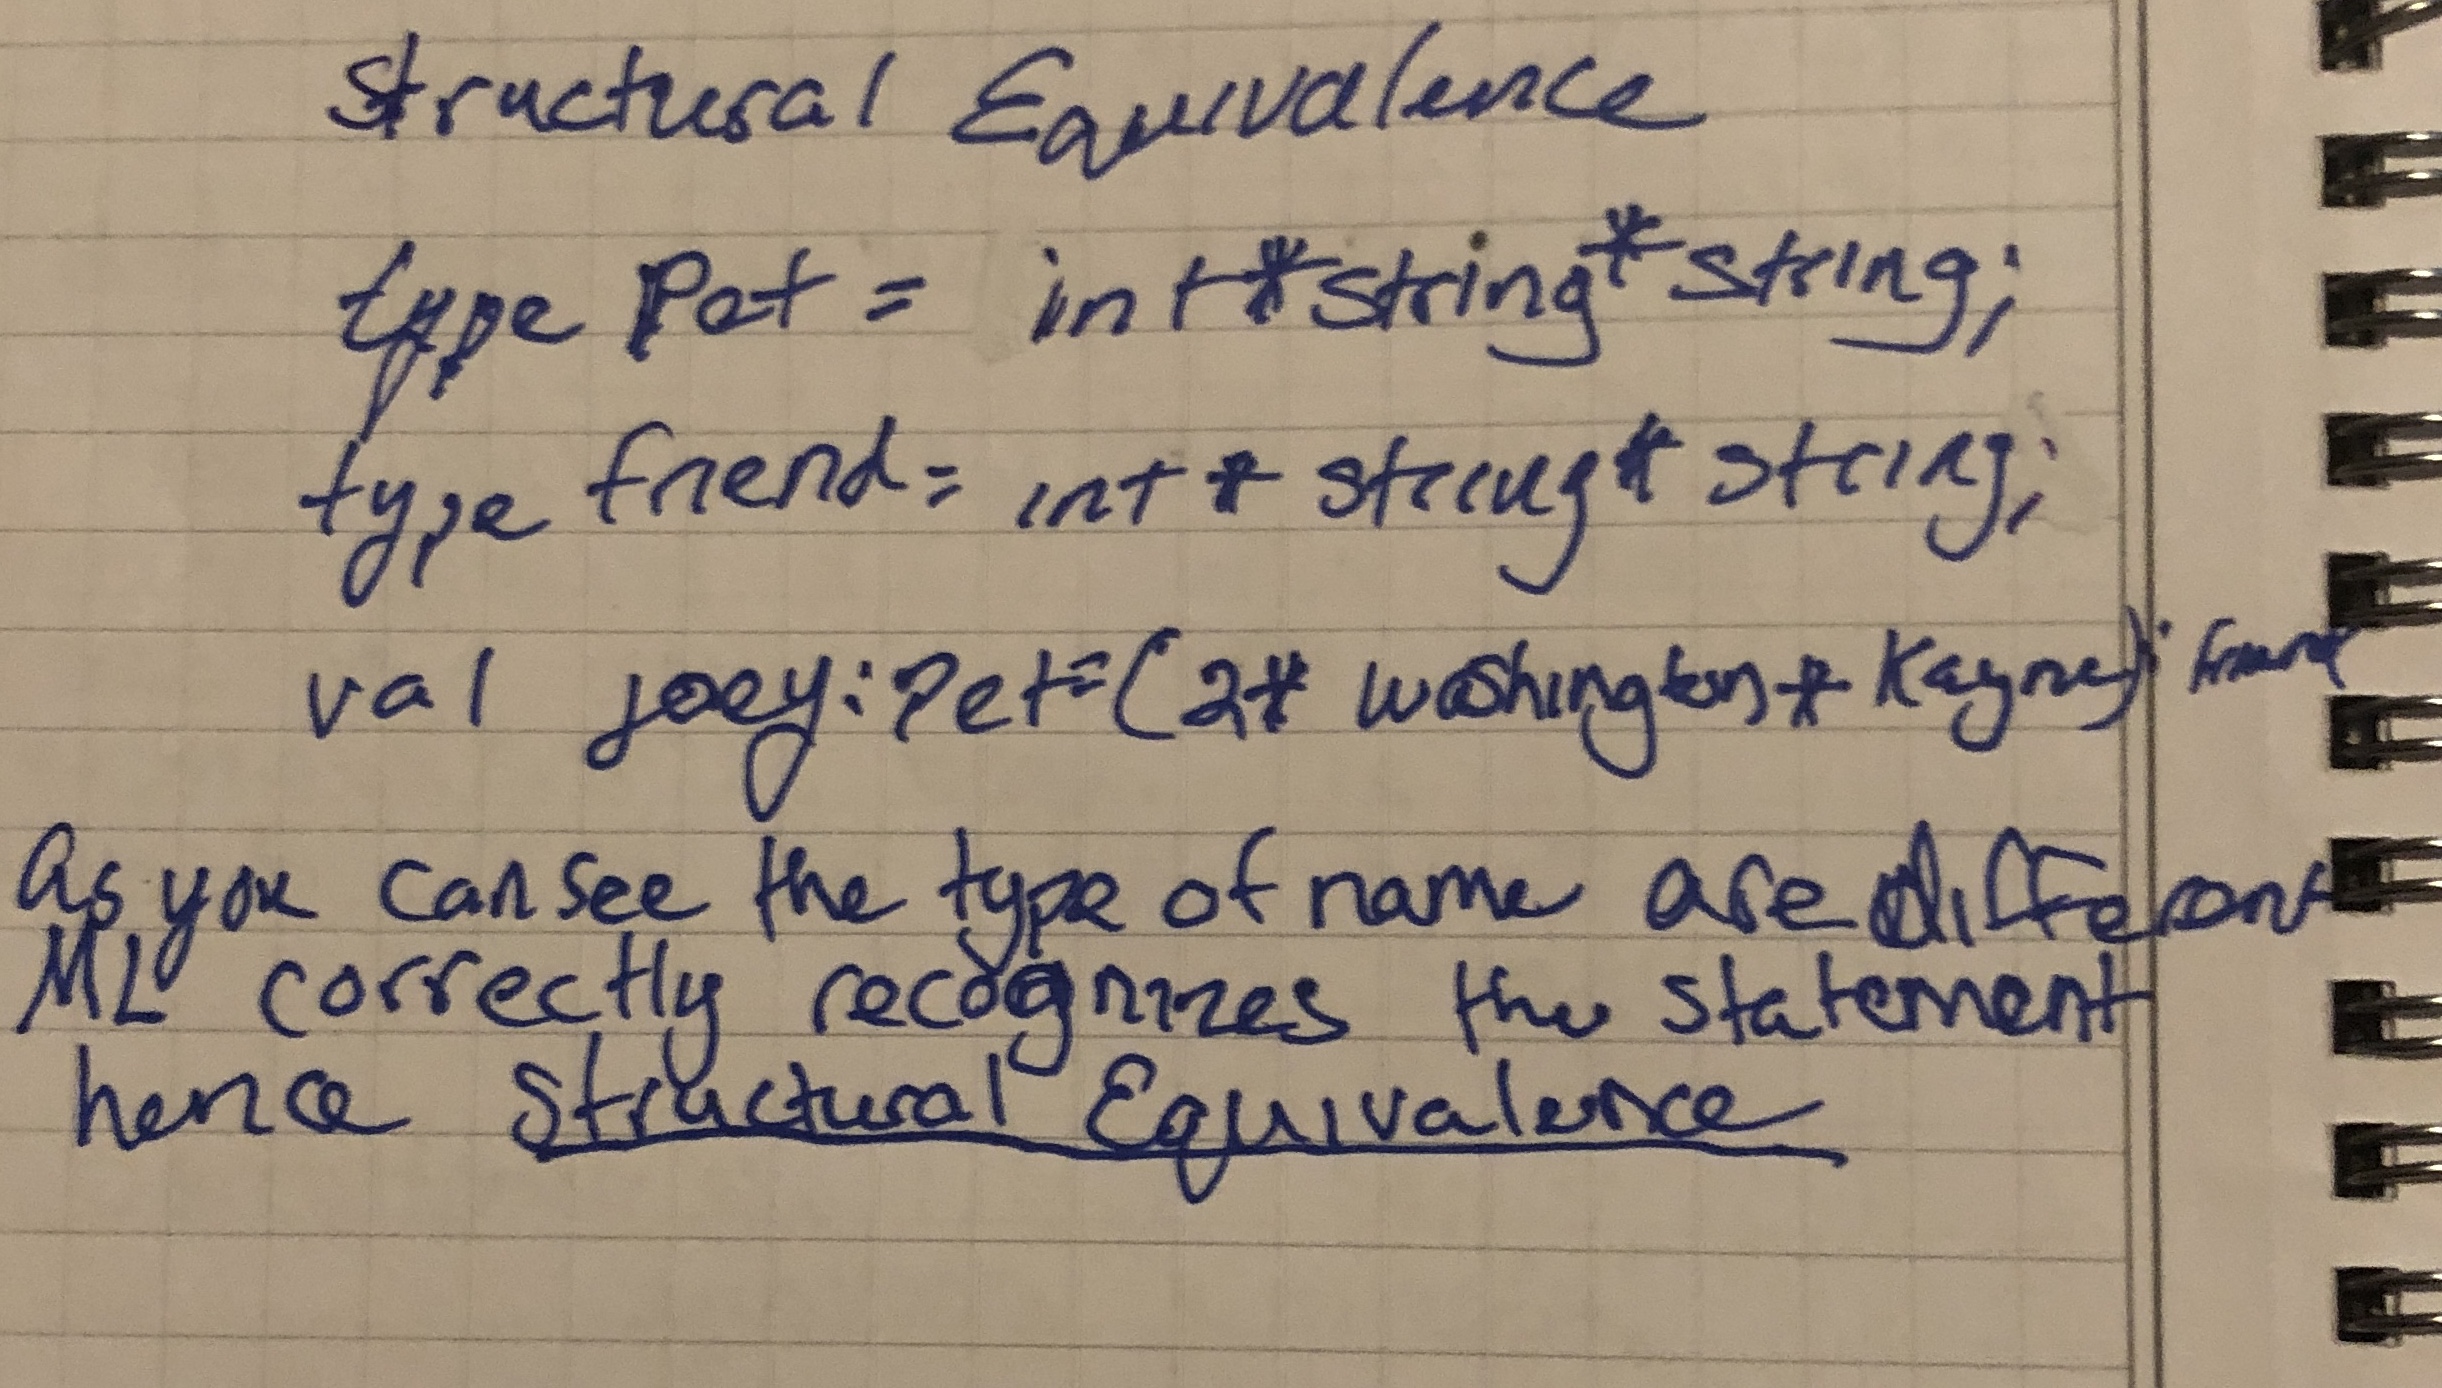 Structural Equivalence
type Pet = int * string * string;
type friend = int * string * string;
val joey: Pet = (2 * Washington * Kayne): friend
As you can see the type of name are different
ML correctly recognizes the statement
hence Structural Equivalence